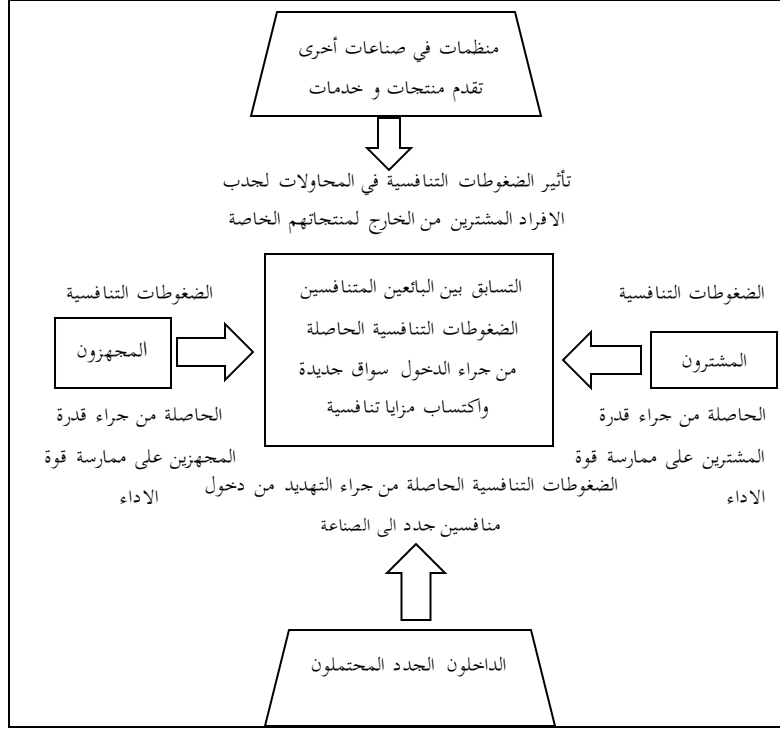 منظمات في صناعات أخرى
تقدم منتجات و خدمات
تأثير الضغوطات التنافسية في المحاولات لجدب
الافراد المشترين من الخارج لمنتجاتهم الخاصة
الضغوطات التنافسية
المشترون
الحاصلة من جراء قدرة
المشترين على ممارسة قوة
الاداء
التسابق بين البائعين المتنافسين
الضغوطات التنافسية الحاصلة
من جراء الدخول سواق جديدة
واكتساب مزايا تنافسية
الضغوطات التنافسية
المجهزون
الحاصلة من جراء قدرة
المجهزين على ممارسة قوة
الاداء
الضغوطات التنافسية الحاصلة من جراء التهديد من دخول
منافسين جدد الى الصناعة
الداخلون الجدد المحتملون